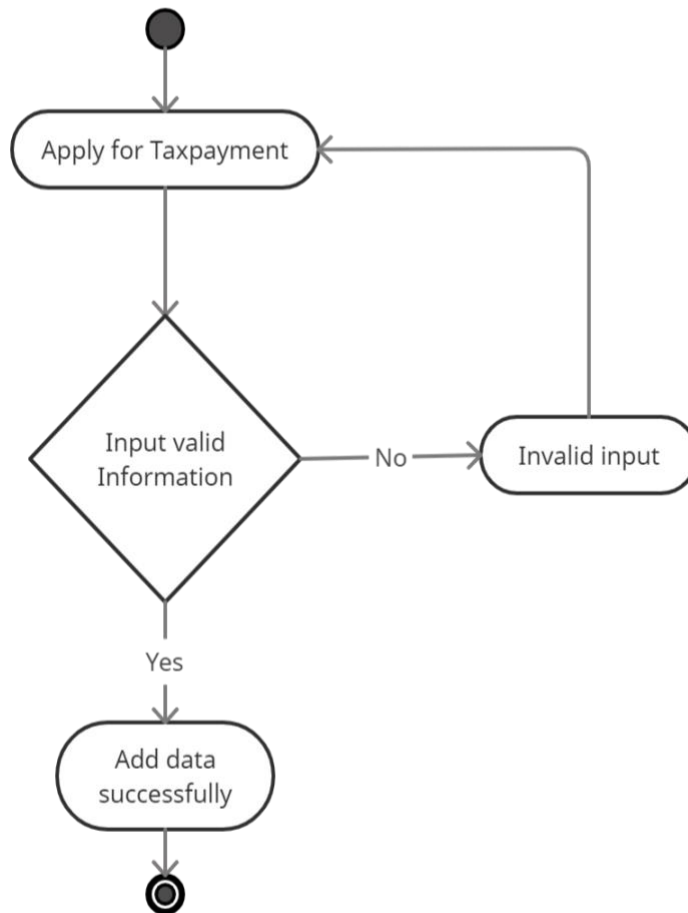 Apply for Taxpayment
Input valid
Information
No
Invalid input
Yes
Add data
successfully